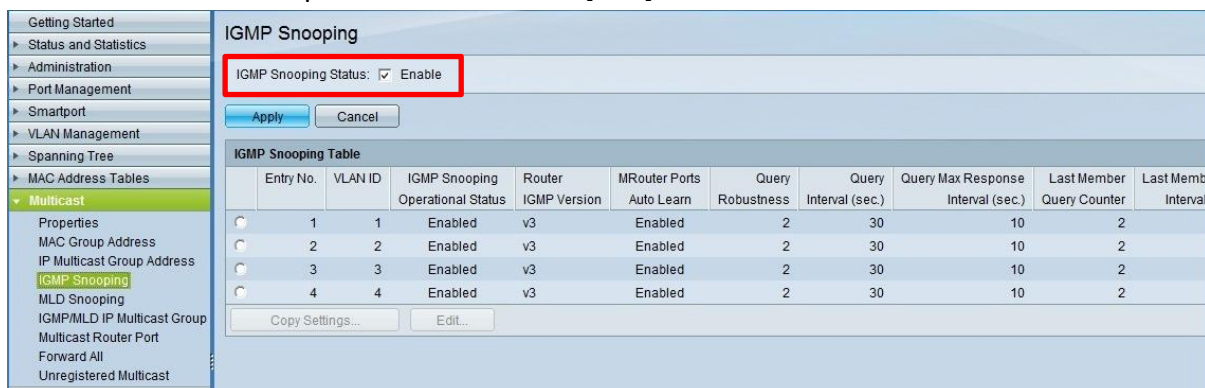 Getting Started
Status and Statistics
Administration
Port Management
Smartport
VLAN Management
Spanning Tree
MAC Address Tables
Multicast
Properties
MAC Group Address
IP Multicast Group Address
IGMP Snooping
MLD Snooping
IGMP/MLD IP Multicast Group
Multicast Router Port
Forward All
Unregistered Multicast
IGMP Snooping
IGMP Snooping Status: Enable
Apply Cancel
IGMP Snooping Table
Entry No. VLAN ID IGMP Snooping Router MRouter Ports Query Query Query Max Response Last Member Last Memb
Operational Status IGMP Version Auto Learn Robustness Interval (sec.) Interval (sec.) Query Counter Interval
1 1 Enabled v3 Enabled 2 30 10 2
2 2 Enabled v3 Enabled 2 30 10 2
3 3 Enabled v3 Enabled 2 30 10 2
4 4 Enabled v3 Enabled 2 30 10 2
Copy Settings... Edit...